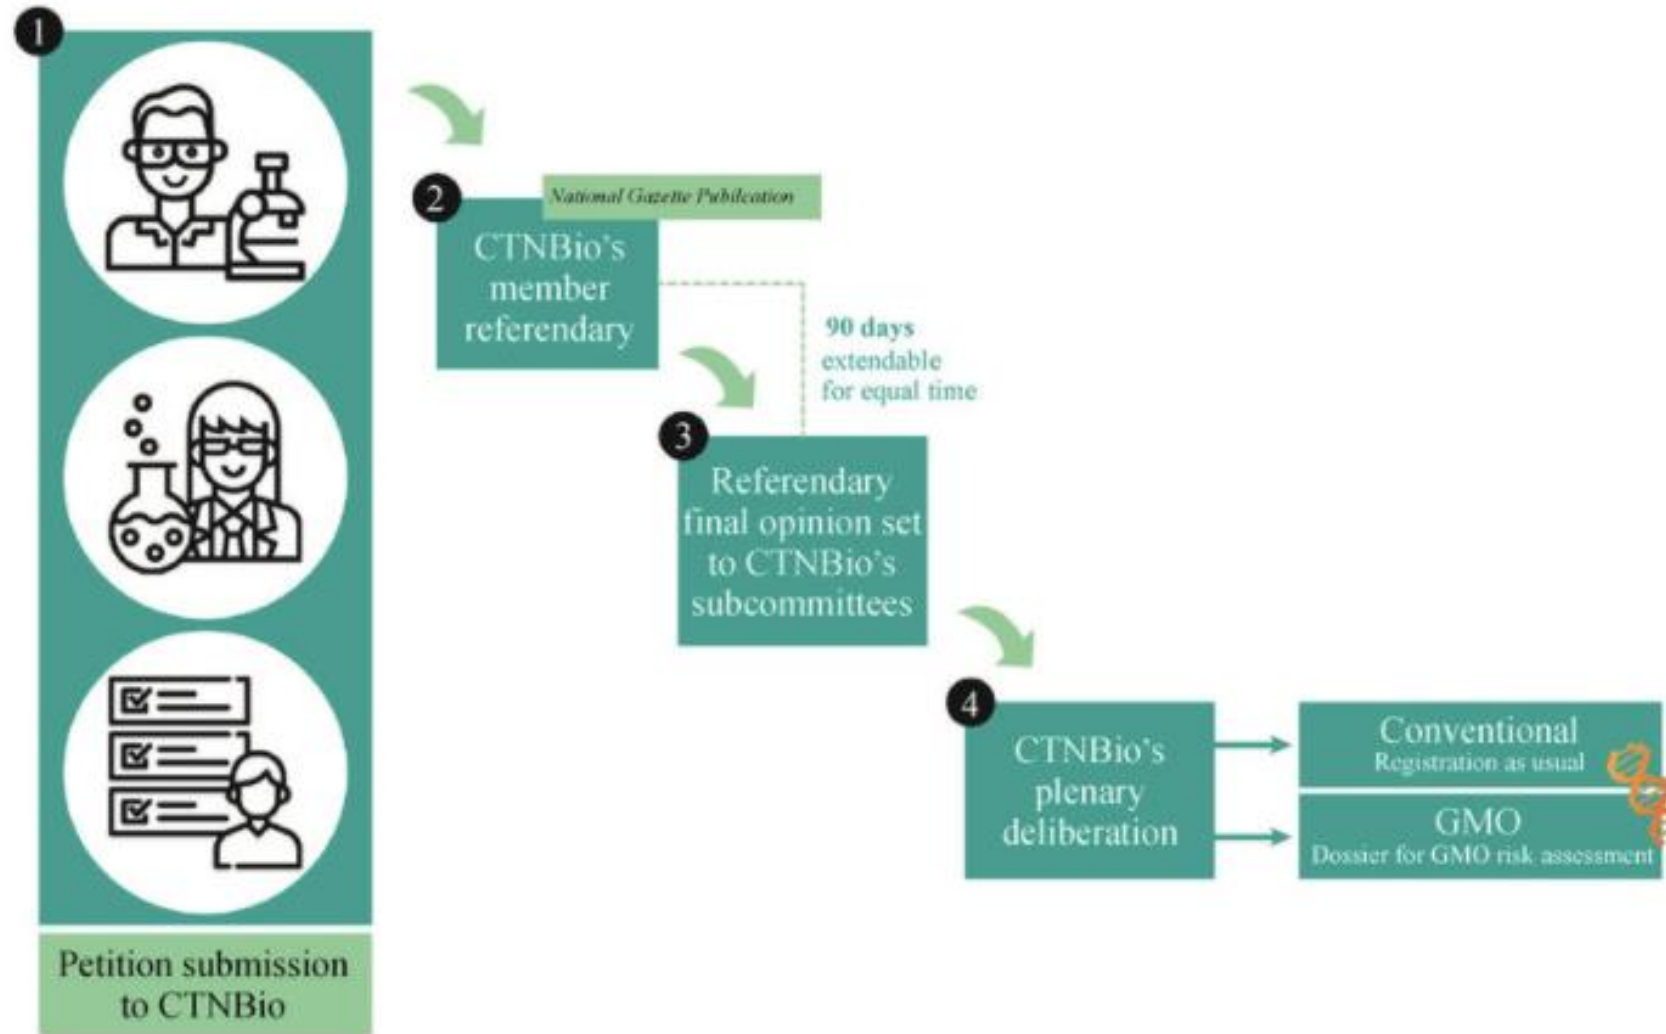 1
Petition submission
to CTNBio
2
National Gazette Pubilcation
CTNBio's
member
referendary
90 days
extendable
for equal time
3
Referendary
final opinion set
to CTNBio's
subcommittees
4
CTNBio's
plenary
deliberation
Conventional
Registration as usual
GMO
Dossier for GMO risk assessment